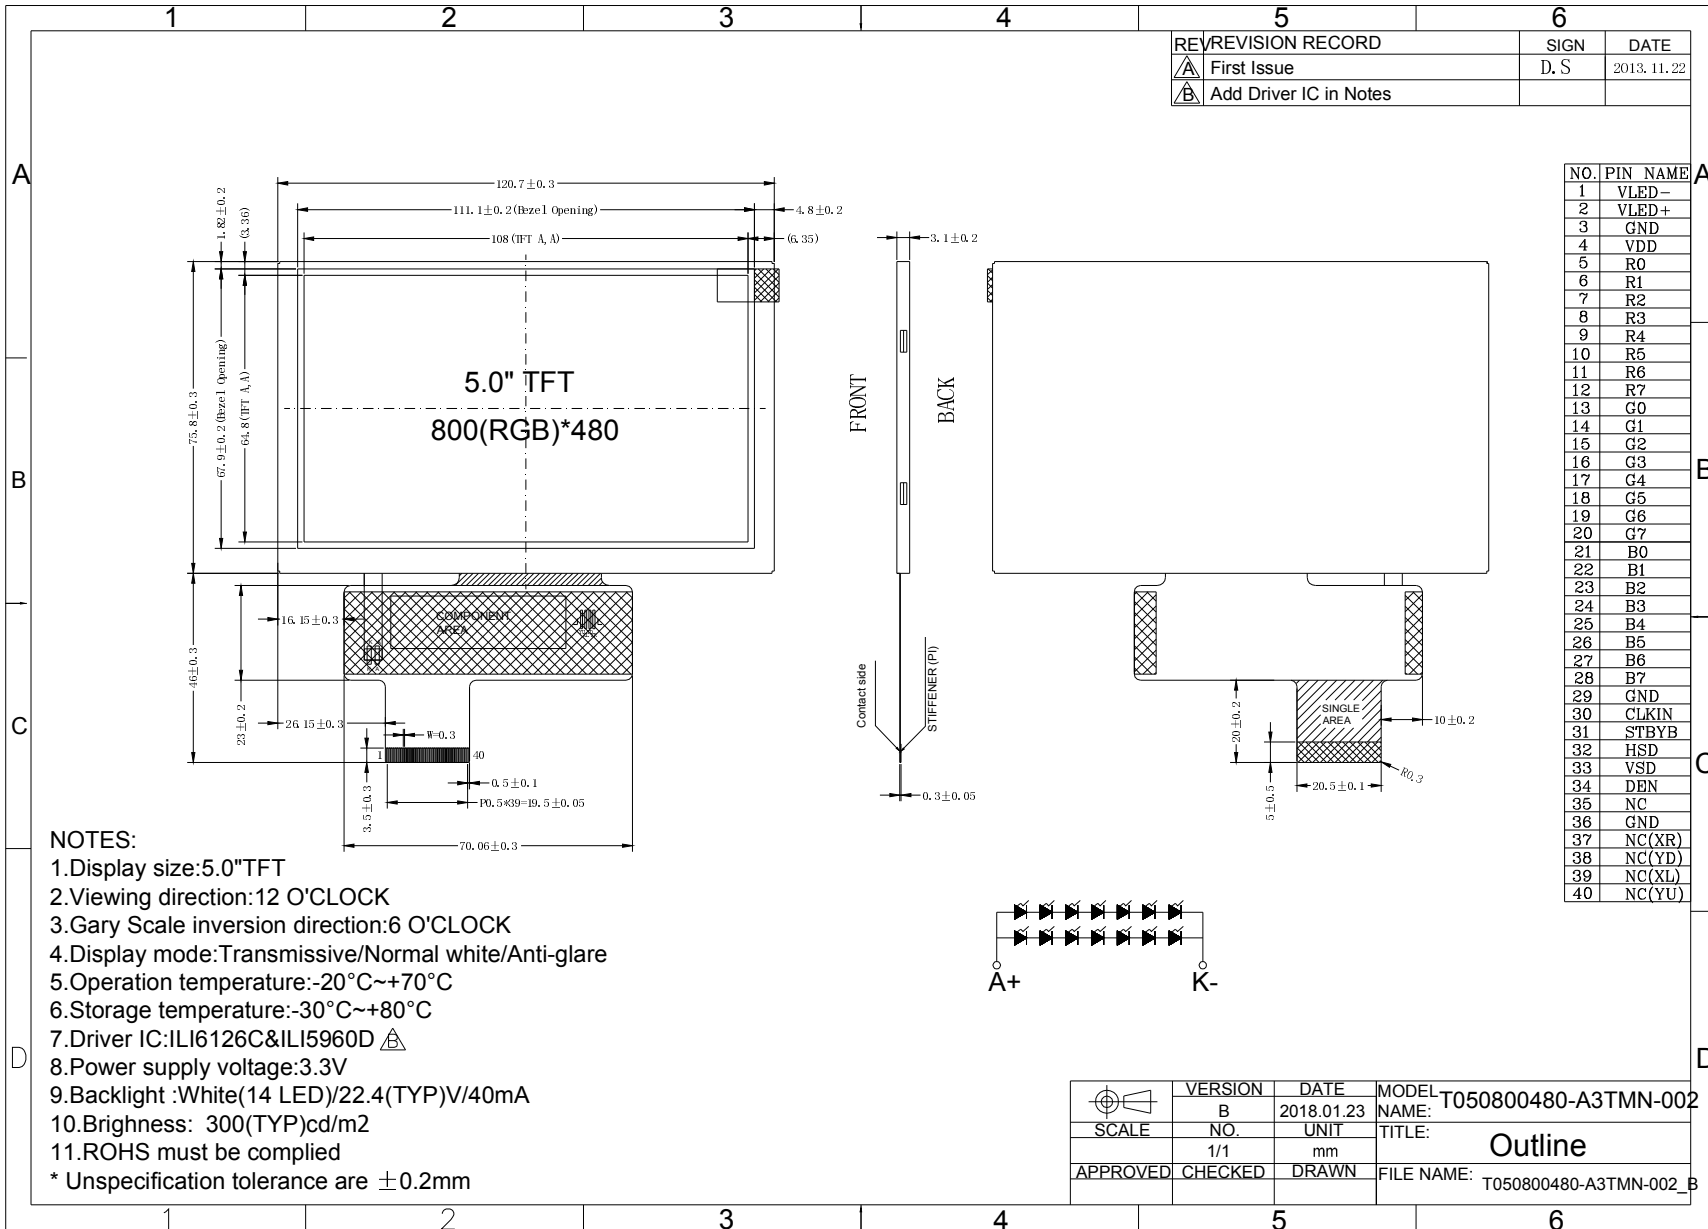 1 2 3 4 5 6
REV REVISION RECORD SIGN DATE
A First Issue D.S 2013.11.22
B Add Driver IC in Notes
A A
B B
C C
D D
120.7±0.3
111.1±0.2(Bezel Opening)
4.8±0.2
108(TFT A,A)
(6.35)
1.82±0.2
(3.36)
75.8±0.3
67.9±0.2(Bezel Opening)
64.8(TFT A,A)
5.0" TFT
800(RGB)*480
3.1±0.2
FRONT
BACK
COMPONENT
AREA
16.15±0.3
46±0.3
23±0.2
26.15±0.3
W=0.3
1 40
0.5±0.1
P0.5*39=19.5±0.05
3.5±0.3
70.06±0.3
Contact side
STIFFENER(PI)
0.3±0.05
SINGLE
AREA
20±0.2
10±0.2
5±0.5
20.5±0.1
R0.3
NO. PIN NAME
1 VLED-
2 VLED+
3 GND
4 VDD
5 R0
6 R1
7 R2
8 R3
9 R4
10 R5
11 R6
12 R7
13 G0
14 G1
15 G2
16 G3
17 G4
18 G5
19 G6
20 G7
21 B0
22 B1
23 B2
24 B3
25 B4
26 B5
27 B6
28 B7
29 GND
30 CLKIN
31 STBYB
32 HSD
33 VSD
34 DEN
35 NC
36 GND
37 NC(XR)
38 NC(YD)
39 NC(XL)
40 NC(YU)
NOTES:
1.Display size:5.0"TFT
2.Viewing direction:12 O'CLOCK
3.Gary Scale inversion direction:6 O'CLOCK
4.Display mode:Transmissive/Normal white/Anti-glare
5.Operation temperature:-20°C~+70°C
6.Storage temperature:-30°C~+80°C
7.Driver IC:ILI6126C&ILI5960D B
8.Power supply voltage:3.3V
9.Backlight :White(14 LED)/22.4(TYP)V/40mA
10.Brighness: 300(TYP)cd/m2
11.ROHS must be complied
* Unspecification tolerance are ±0.2mm
A+ K-
VERSION DATE MODEL NAME: T050800480-A3TMN-002
B 2018.01.23
SCALE NO. UNIT TITLE: Outline
1/1 mm
APPROVED CHECKED DRAWN FILE NAME: T050800480-A3TMN-002_B
1 2 3 4 5 6